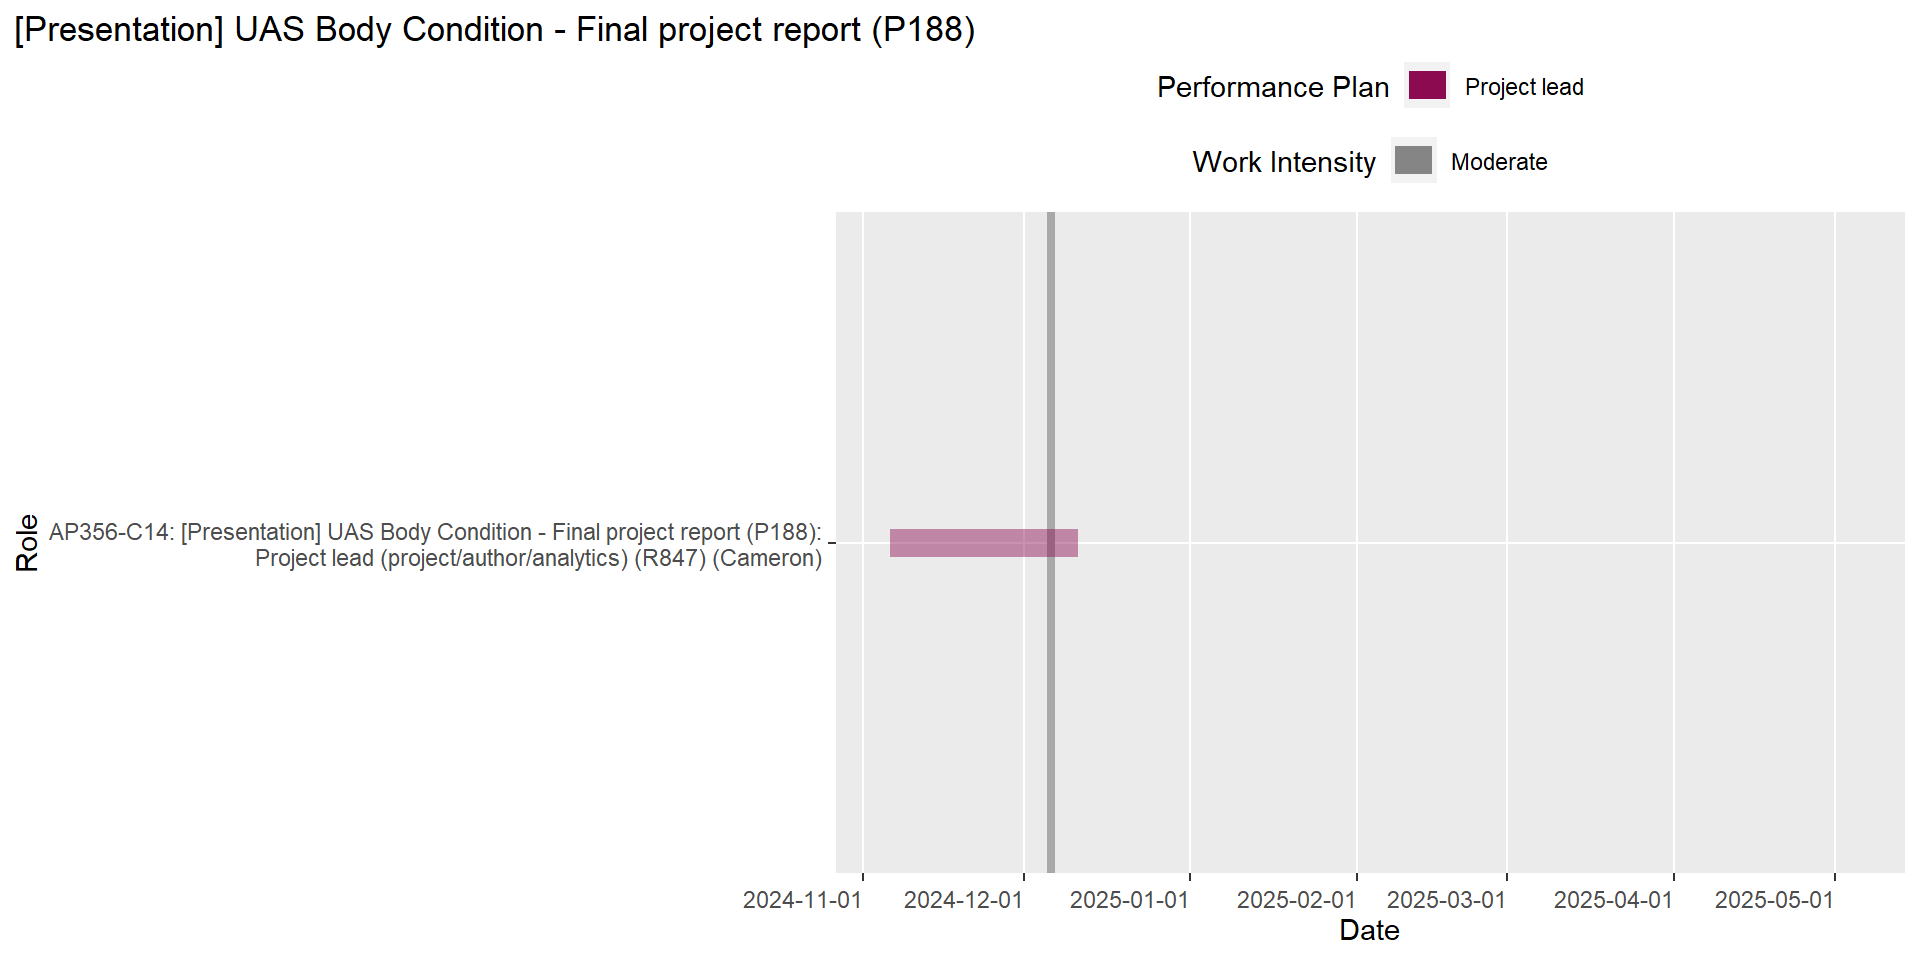 [Presentation] UAS Body Condition - Final project report (P188)
Performance Plan
Project lead
Work Intensity
Moderate
Role
AP356-C14: [Presentation] UAS Body Condition - Final project report (P188):
Project lead (project/author/analytics) (R847) (Cameron)
2024-11-01
2024-12-01
2025-01-01
2025-02-01
2025-03-01
2025-04-01
2025-05-01
Date